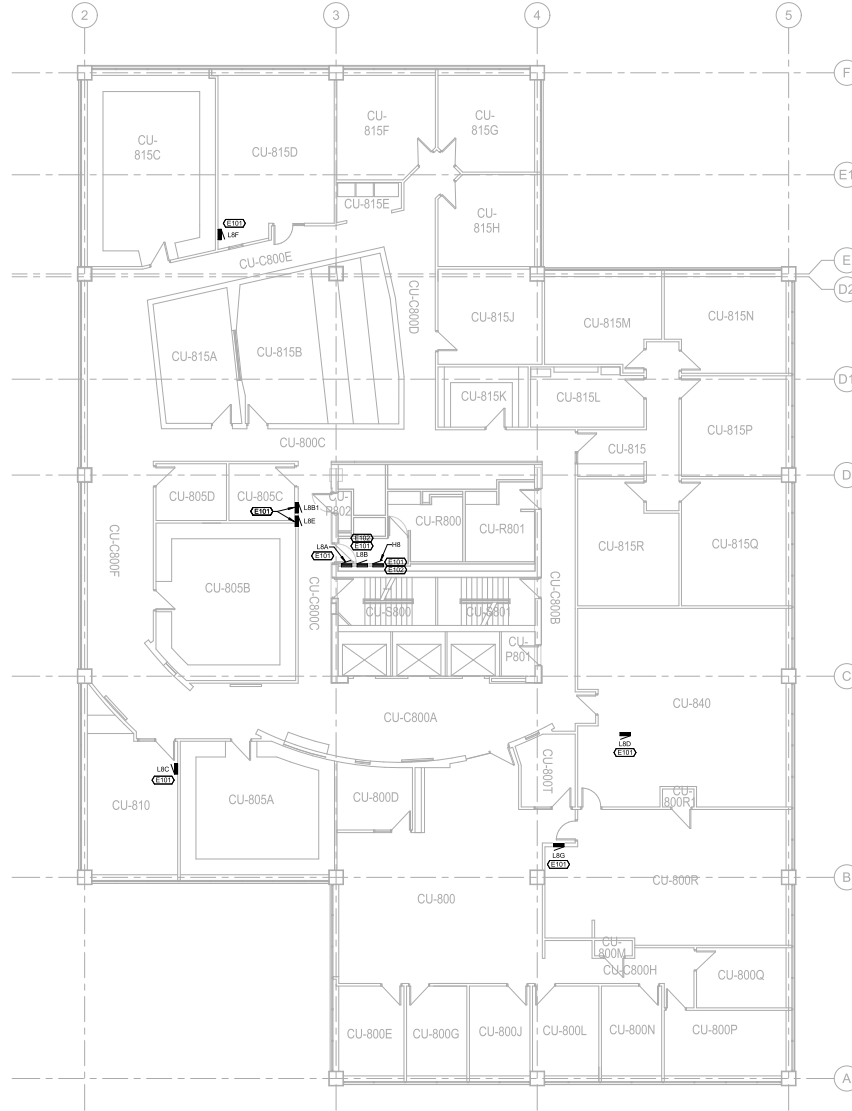 2
3
4
5
F
CU-
815C
CU-815D
CU-
815F
CU-
815G
E1
CU-815E
CU-
815H
E101
L8F
CU-C800E
E
D2
CU-C800D
CU-815J
CU-815M
CU-815N
CU-815A
CU-815B
D1
CU-815K
CU-815L
CU-815P
CU-800C
CU-815
D
CU-805D
CU-805C
E101
L8B1
L8E
CU-
P802
CU-R800
CU-R801
CU-815R
CU-815Q
CU-C800F
E102
E101
L8A
E101
L8B
H8
E101
E102
CU-805B
CU-C800C
CU-S800
CU-S801
CU-C800B
CU-
P801
C
CU-C800A
CU-840
L8D
E101
L8C
E101
CU-810
CU-805A
CU-800D
CU-800T
CU-
800R1
L8G
E101
B
CU-800
CU-800R
CU-
800M
CU-C800H
CU-800Q
CU-800E
CU-800G
CU-800J
CU-800L
CU-800N
CU-800P
A